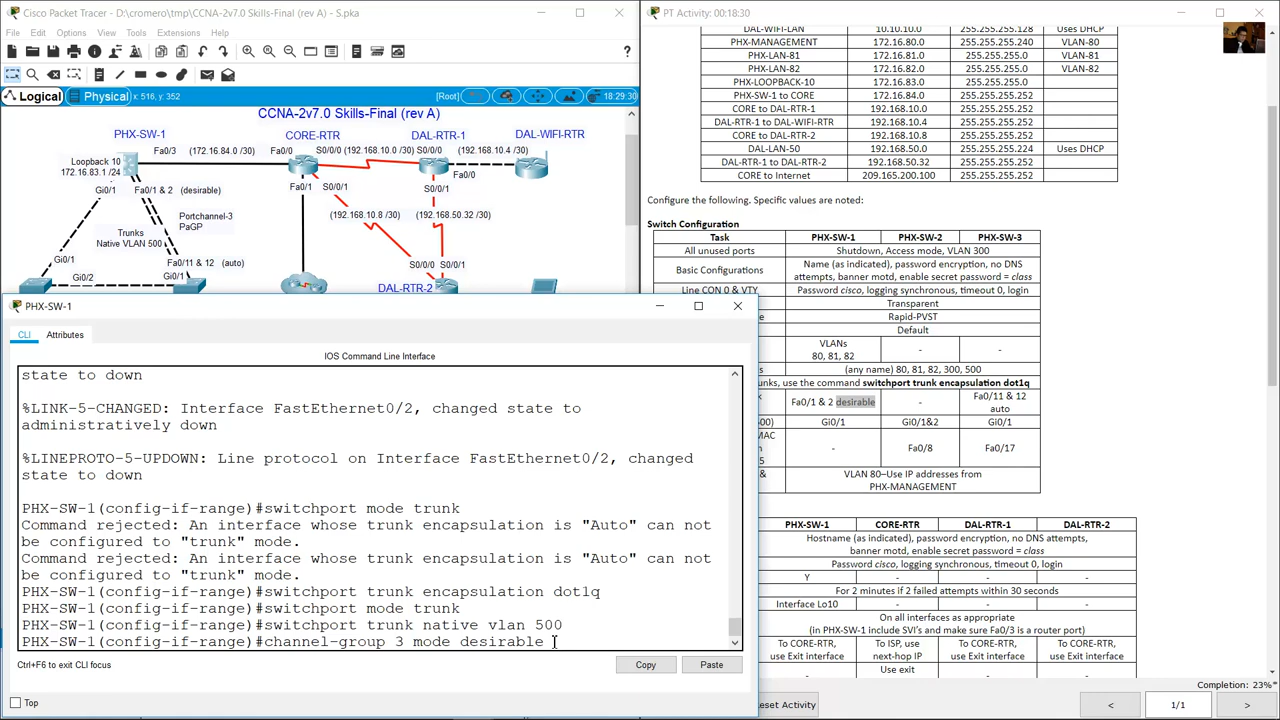 Cisco Packet Tracer - D:\cromero\tmp\CCNA-2v7.0 Skills-Final (rev A) - S.pka
File Edit Options View Tools Extensions Help
Logical Physical x: 516, y: 352 [Root] 18:29:30
CCNA-2v7.0 Skills-Final (rev A)
PHX-SW-1 CORE-RTR DAL-RTR-1 DAL-WIFI-RTR
Fa0/3 (172.16.84.0 /30) Fa0/0 S0/0/0 (192.168.10.0 /30) S0/0/0 (192.168.10.4 /30)
Loopback 10
172.16.83.1 /24
Fa0/0
Gi0/1 Fa0/1 & 2 (desirable) Fa0/1 S0/0/1 S0/0/1
Portchannel-3
PaGP
(192.168.10.8 /30) (192.168.50.32 /30)
Trunks
Native VLAN 500
Gi0/1 Fa0/11 & 12 (auto) S0/0/0 S0/0/1
Gi0/2 Gi0/1
DAL-RTR-2
PHX-SW-1
CLI Attributes
IOS Command Line Interface
state to down
%LINK-5-CHANGED: Interface FastEthernet0/2, changed state to
administratively down
%LINEPROTO-5-UPDOWN: Line protocol on Interface FastEthernet0/2, changed
state to down
PHX-SW-1(config-if-range)#switchport mode trunk
Command rejected: An interface whose trunk encapsulation is "Auto" can not
be configured to "trunk" mode.
Command rejected: An interface whose trunk encapsulation is "Auto" can not
be configured to "trunk" mode.
PHX-SW-1(config-if-range)#switchport trunk encapsulation dot1q
PHX-SW-1(config-if-range)#switchport mode trunk
PHX-SW-1(config-if-range)#switchport trunk native vlan 500
PHX-SW-1(config-if-range)#channel-group 3 mode desirable
Ctrl+F6 to exit CLI focus Copy Paste
Top
PT Activity: 00:18:30
DAL-WIFI-LAN 10.10.10.0 255.255.255.128 Uses DHCP
PHX-MANAGEMENT 172.16.80.0 255.255.255.240 VLAN-80
PHX-LAN-81 172.16.81.0 255.255.255.0 VLAN-81
PHX-LAN-82 172.16.82.0 255.255.255.0 VLAN-82
PHX-LOOPBACK-10 172.16.83.0 255.255.255.0
PHX-SW-1 to CORE 172.16.84.0 255.255.255.252
CORE to DAL-RTR-1 192.168.10.0 255.255.255.252
DAL-RTR-1 to DAL-WIFI-RTR 192.168.10.4 255.255.255.252
CORE to DAL-RTR-2 192.168.10.8 255.255.255.252
DAL-LAN-50 192.168.50.0 255.255.255.224 Uses DHCP
DAL-RTR-1 to DAL-RTR-2 192.168.50.32 255.255.255.252
CORE to Internet 209.165.200.100 255.255.255.252
Configure the following. Specific values are noted:
Switch Configuration
Task PHX-SW-1 PHX-SW-2 PHX-SW-3
All unused ports Shutdown, Access mode, VLAN 300
Basic Configurations Name (as indicated), password encryption, no DNS
attempts, banner motd, enable secret password = class
Line CON 0 & VTY Password cisco, logging synchronous, timeout 0, login
Transparent
e Rapid-PVST
Default
VLANs
80, 81, 82 - -
s (any name) 80, 81, 82, 300, 500
unks, use the command switchport trunk encapsulation dot1q
k Fa0/1 & 2 desirable - Fa0/11 & 12
auto
500) Gi0/1 Gi0/1&2 Gi0/1
MAC
5 - Fa0/8 Fa0/17
& VLAN 80–Use IP addresses from
PHX-MANAGEMENT
PHX-SW-1 CORE-RTR DAL-RTR-1 DAL-RTR-2
Hostname (as indicated), password encryption, no DNS attempts,
banner motd, enable secret password = class
Password cisco, logging synchronous, timeout 0, login
Y - - -
For 2 minutes if 2 failed attempts within 30 seconds
Interface Lo10 - - -
On all interfaces as appropriate
(in PHX-SW-1 include SVI's and make sure Fa0/3 is a router port)
To CORE-RTR, use Exit interface To ISP, use next-hop IP To CORE-RTR, use Exit interface To CORE-RTR, use Exit interface
- Use exit - -
Completion: 23%
eset Activity < 1/1 >